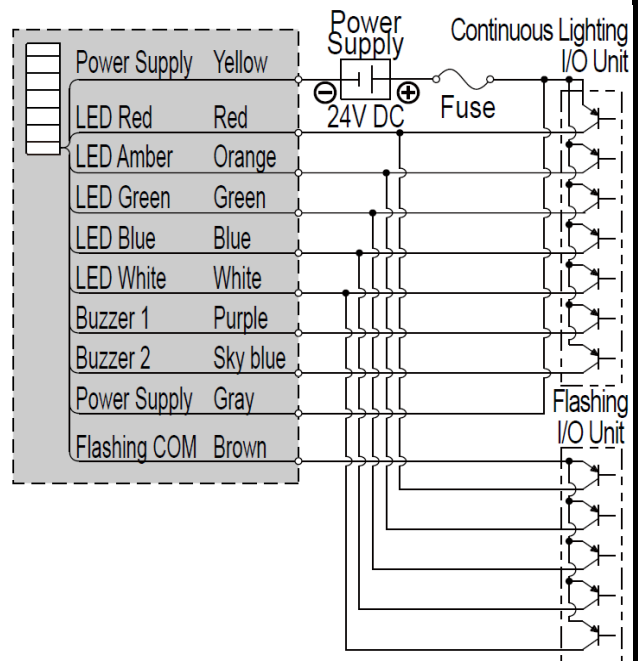 Power Supply
24V DC
Fuse
Continuous Lighting
I/O Unit
Power Supply Yellow
LED Red Red
LED Amber Orange
LED Green Green
LED Blue Blue
LED White White
Buzzer 1 Purple
Buzzer 2 Sky blue
Power Supply Gray
Flashing COM Brown
Flashing
I/O Unit